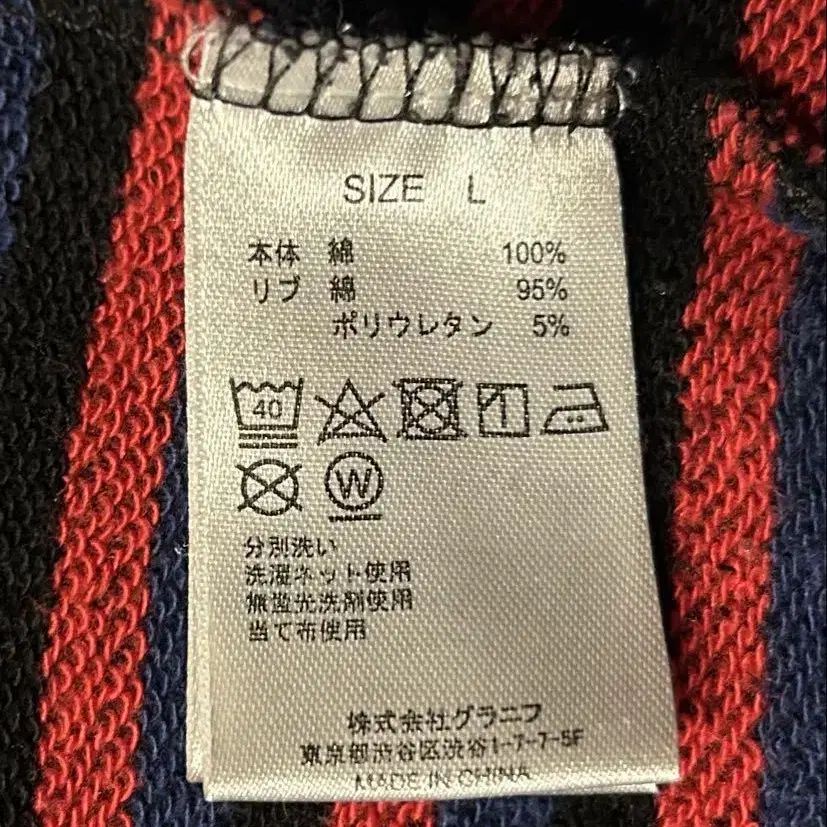 SIZE L
本体 綿 100%
リブ 綿 95%
ポリウレタン 5%
40
W
分別洗い
洗濯ネット使用
無蛍光洗剤使用
当て布使用
株式会社グラニフ
東京都渋谷区渋谷1-7-7-5F
MADE IN CHINA